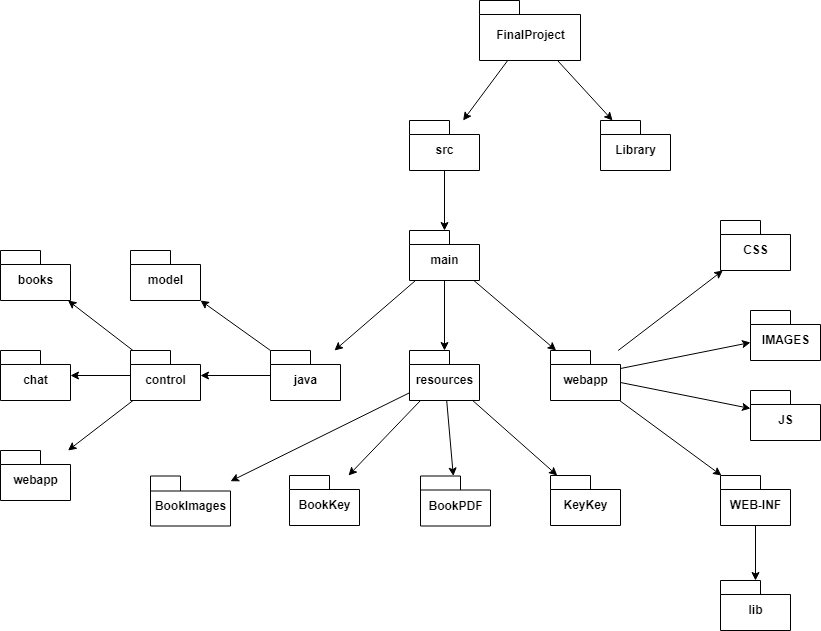 FinalProject
src
Library
main
CSS
books
model
IMAGES
chat
control
java
resources
webapp
JS
webapp
BookImages
BookKey
BookPDF
KeyKey
WEB-INF
lib